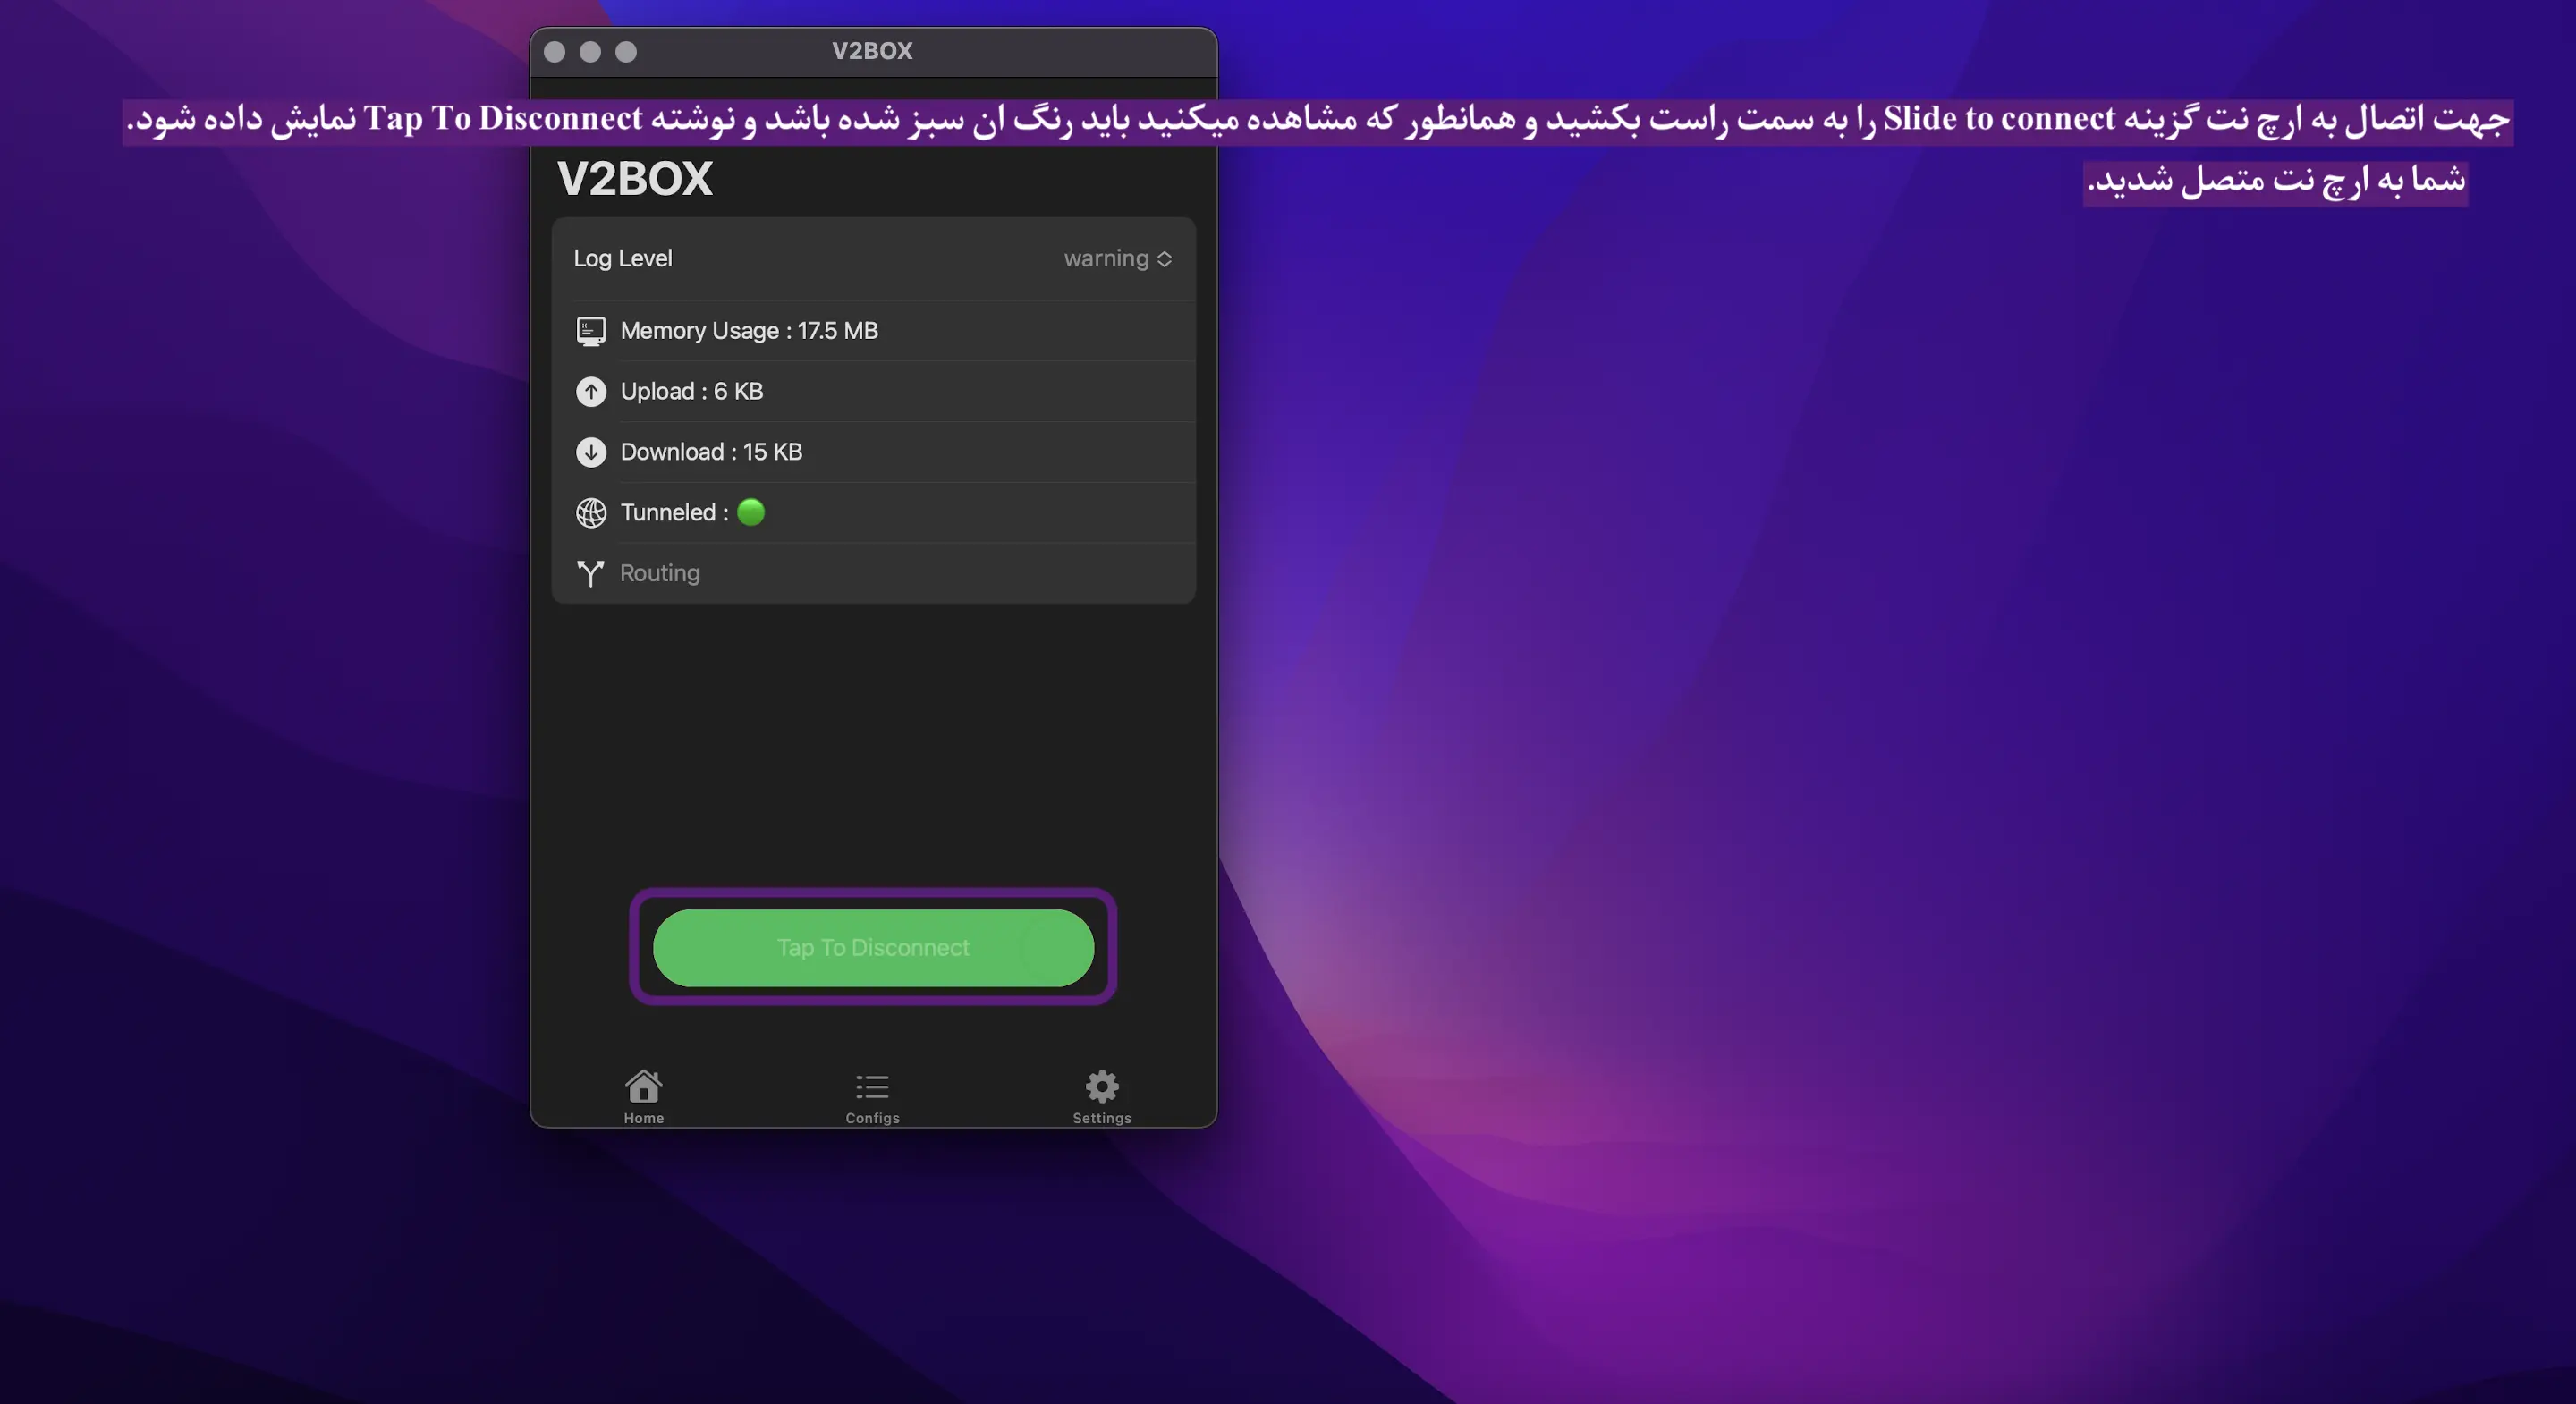 V2BOX
جهت اتصال به ارچ نت گزینه Slide to connect را به سمت راست بکشید و همانطور که مشاهده میکنید باید رنگ ان سبز شده باشد و نوشته Tap To Disconnect نمایش داده شود.
شما به ارچ نت متصل شدید.
V2BOX
Log Level warning
Memory Usage : 17.5 MB
Upload : 6 KB
Download : 15 KB
Tunneled :
Routing
Tap To Disconnect
Home Configs Settings